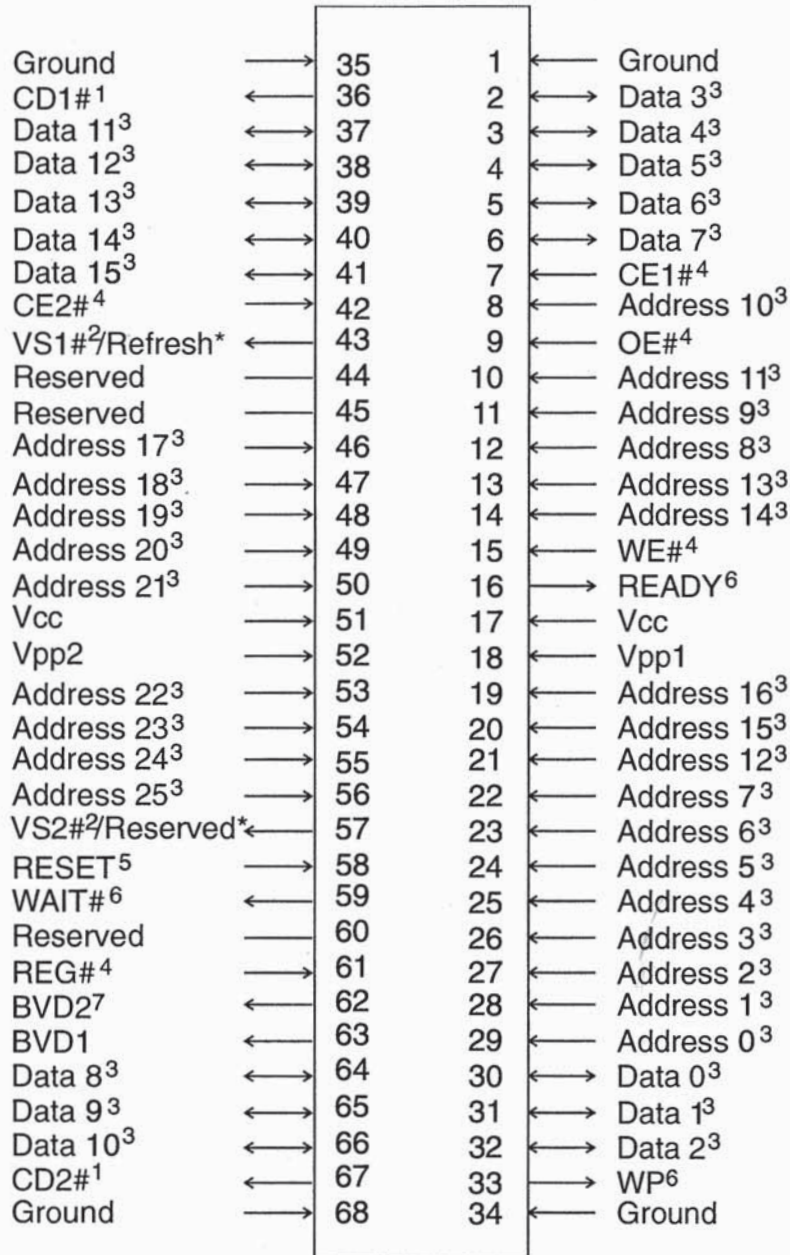 Ground 35 1 Ground
CD1#1 36 2 Data 33
Data 113 37 3 Data 43
Data 123 38 4 Data 53
Data 133 39 5 Data 63
Data 143 40 6 Data 73
Data 153 41 7 CE1#4
CE2#4 42 8 Address 103
VS1#2/Refresh* 43 9 OE#4
Reserved 44 10 Address 113
Reserved 45 11 Address 93
Address 173 46 12 Address 83
Address 183 47 13 Address 133
Address 193 48 14 Address 143
Address 203 49 15 WE#4
Address 213 50 16 READY6
Vcc 51 17 Vcc
Vpp2 52 18 Vpp1
Address 223 53 19 Address 163
Address 233 54 20 Address 153
Address 243 55 21 Address 123
Address 253 56 22 Address 73
VS2#2/Reserved* 57 23 Address 63
RESET5 58 24 Address 53
WAIT#6 59 25 Address 43
Reserved 60 26 Address 33
REG#4 61 27 Address 23
BVD27 62 28 Address 13
BVD1 63 29 Address 03
Data 83 64 30 Data 03
Data 93 65 31 Data 13
Data 103 66 32 Data 23
CD2#1 67 33 WP6
Ground 68 34 Ground